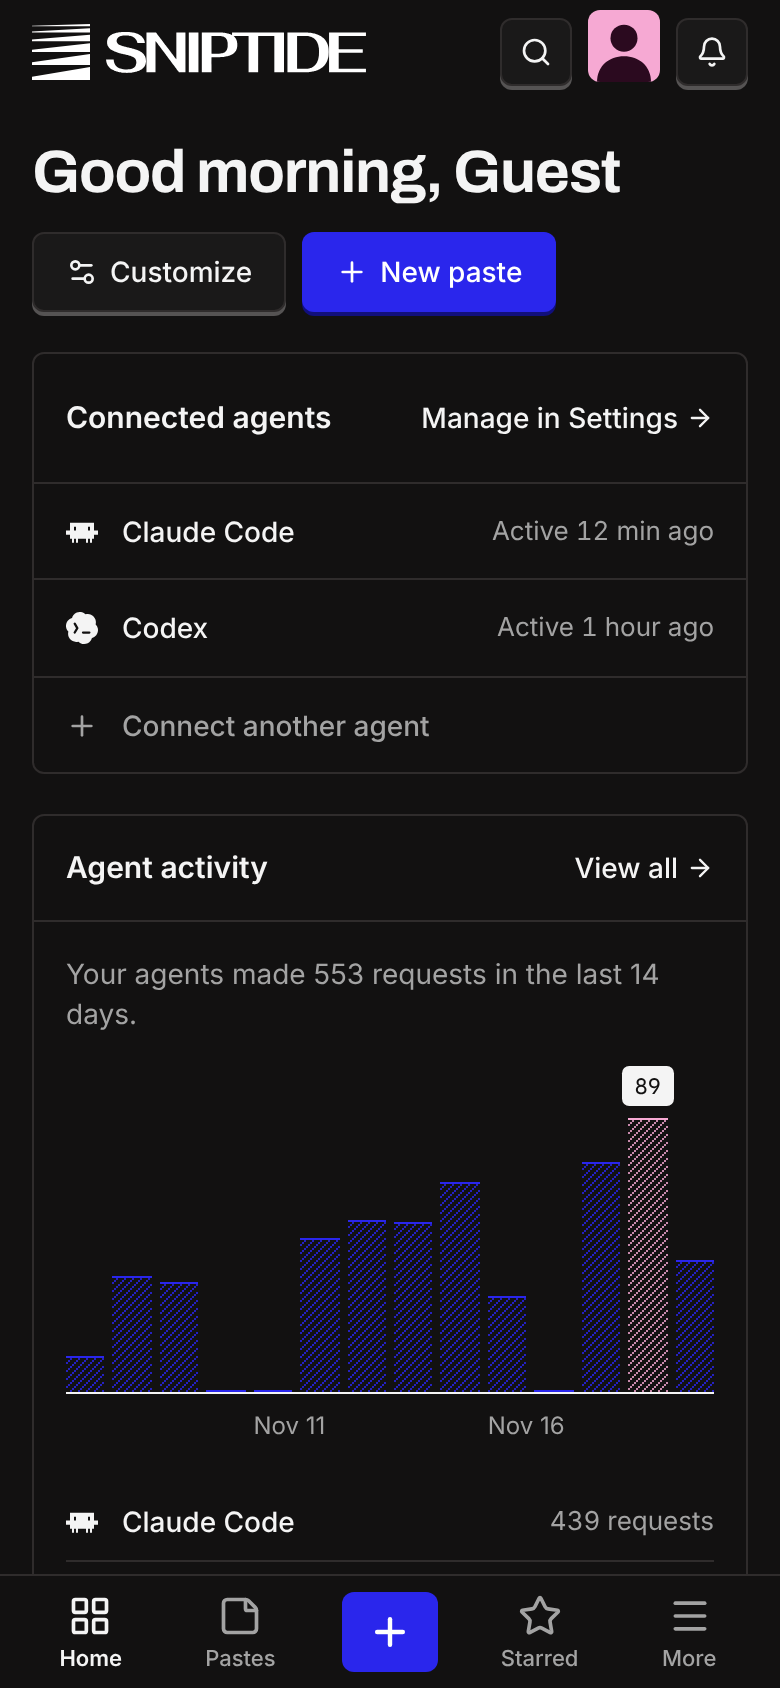 SNIPTIDE
Good morning, Guest
Customize
New paste
Connected agents
Manage in Settings →
Claude Code
Active 12 min ago
Codex
Active 1 hour ago
Connect another agent
Agent activity
View all →
Your agents made 553 requests in the last 14
days.
89
Nov 11
Nov 16
Claude Code
439 requests
Home
Pastes
Starred
More